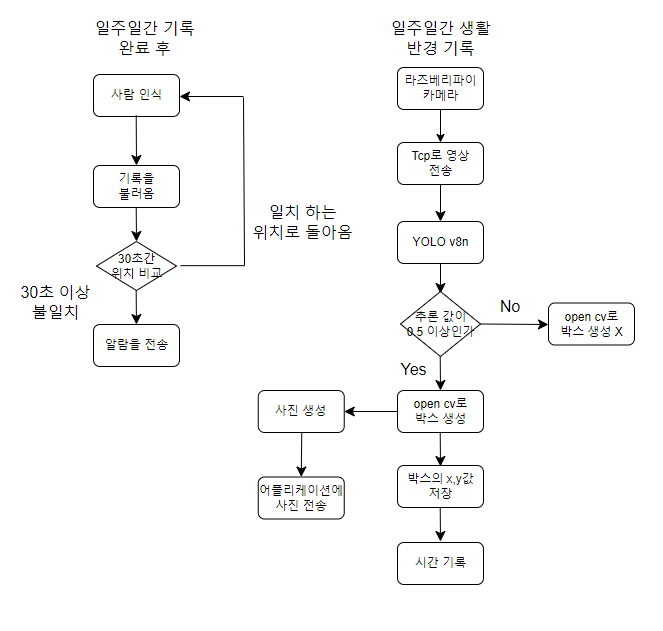 일주일간 기록
완료 후
사람 인식
기록을
불러옴
30초간
위치 비교
일치 하는
위치로 돌아옴
30초 이상
불일치
알람을 전송
일주일간 생활
반경 기록
라즈베리파이
카메라
Tcp로 영상
전송
YOLO v8n
추론 값이
0.5 이상인가
No
open cv로
박스 생성 X
Yes
open cv로
박스 생성
사진 생성
어플리케이션에
사진 전송
박스의 x,y값
저장
시간 기록